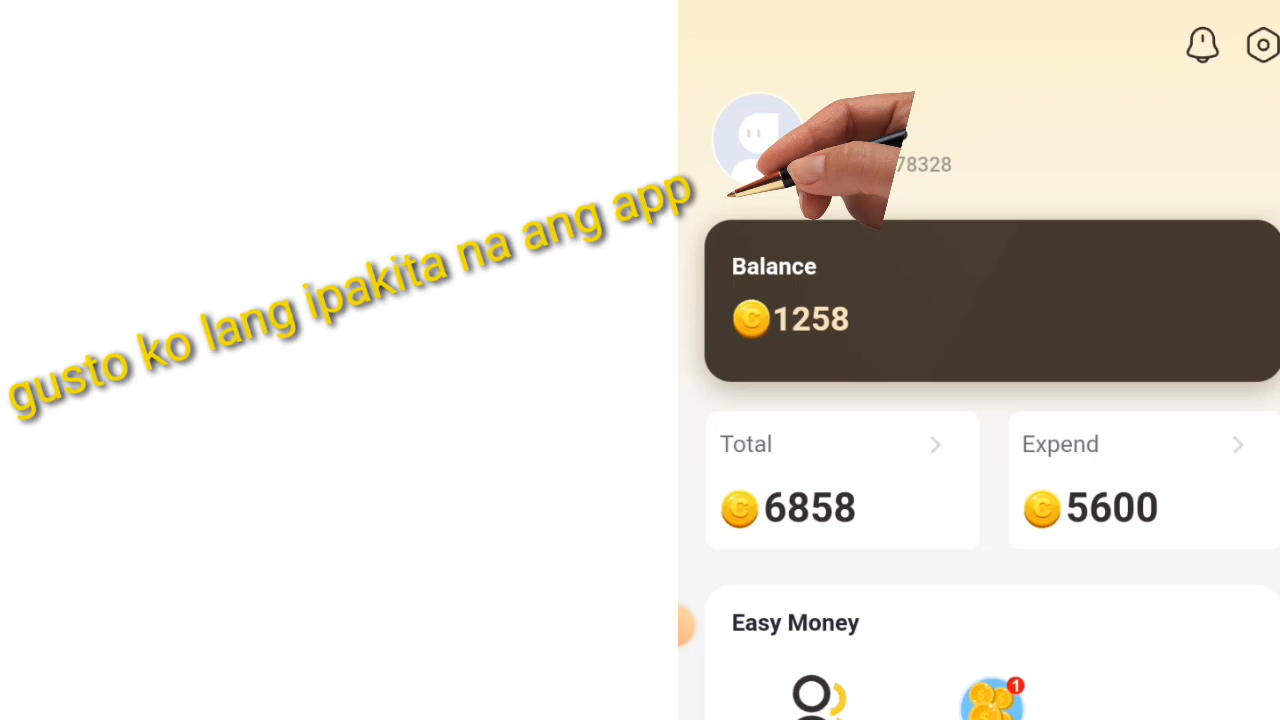 78328
gusto ko lang ipakita na ang app
Balance
1258
Total
Expend
6858
5600
Easy Money
1